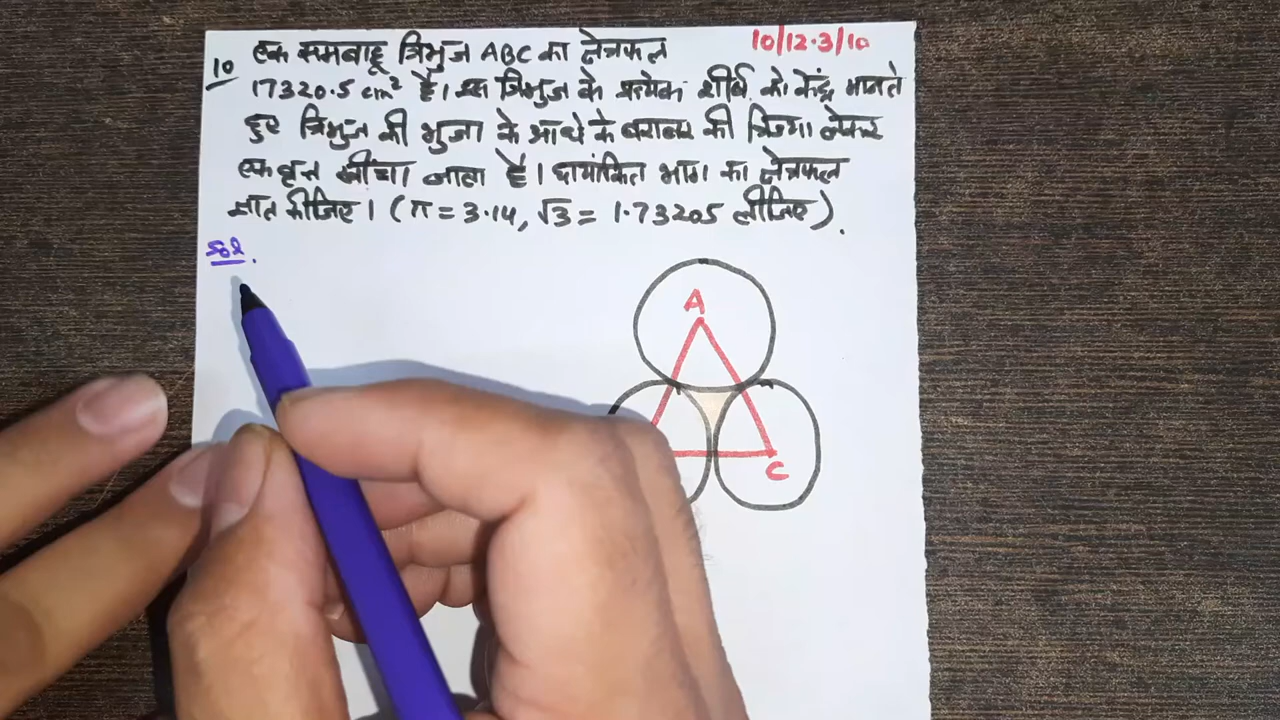 10/12.3/10
10 एक समबाहू त्रिभुज ABC का क्षेत्रफल
17320.5 cm² है। इस त्रिभुज के प्रत्येक शीर्ष को केंद्र मानते
हुए त्रिभुज की भुजा के आधे के बराबर की त्रिज्या लेकर
एक वृत्त खींचा जाता है। छायांकित भाग का क्षेत्रफल
ज्ञात कीजिए। (π = 3.14, √3 = 1.73205 लीजिए).
Sol.
A
C